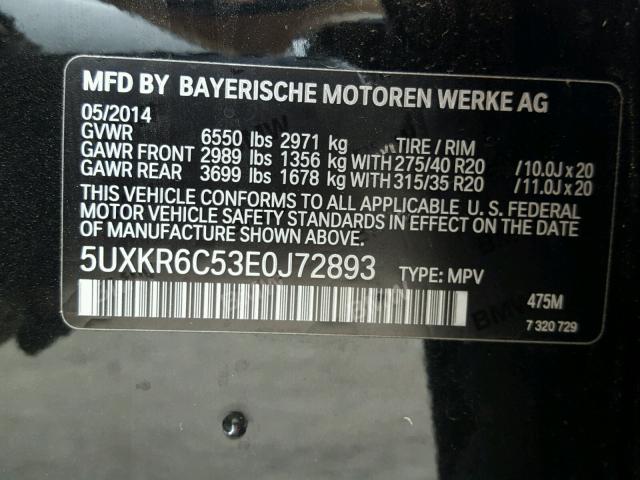 MFD BY BAYERISCHE MOTOREN WERKE AG
05/2014
GVWR 6550 lbs 2971 kg TIRE / RIM
GAWR FRONT 2989 lbs 1356 kg WITH 275/40 R20 /10.0J x 20
GAWR REAR 3699 lbs 1678 kg WITH 315/35 R20 /11.0J x 20
THIS VEHICLE CONFORMS TO ALL APPLICABLE U. S. FEDERAL
MOTOR VEHICLE SAFETY STANDARDS IN EFFECT ON THE DATE
OF MANUFACTURE SHOWN ABOVE.
5UXKR6C53E0J72893 TYPE: MPV
475M
7 320 729